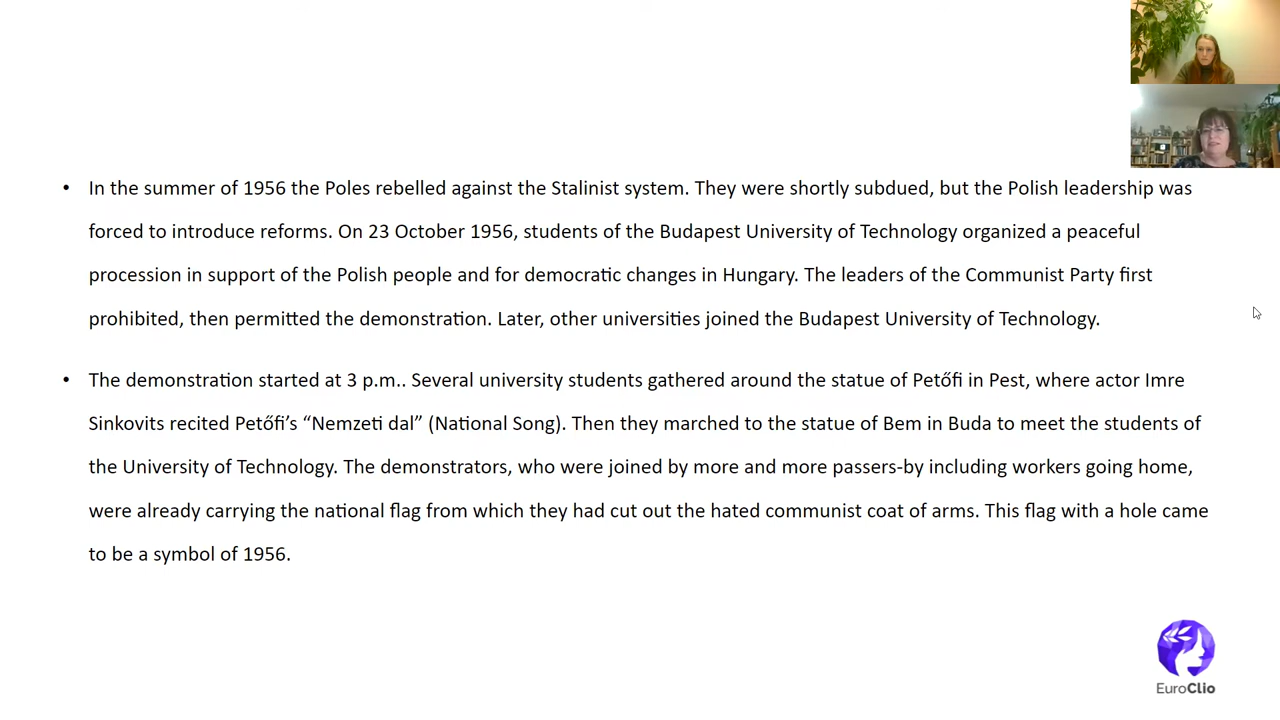 • In the summer of 1956 the Poles rebelled against the Stalinist system. They were shortly subdued, but the Polish leadership was
forced to introduce reforms. On 23 October 1956, students of the Budapest University of Technology organized a peaceful
procession in support of the Polish people and for democratic changes in Hungary. The leaders of the Communist Party first
prohibited, then permitted the demonstration. Later, other universities joined the Budapest University of Technology.
• The demonstration started at 3 p.m.. Several university students gathered around the statue of Petőfi in Pest, where actor Imre
Sinkovits recited Petőfi’s “Nemzeti dal” (National Song). Then they marched to the statue of Bem in Buda to meet the students of
the University of Technology. The demonstrators, who were joined by more and more passers-by including workers going home,
were already carrying the national flag from which they had cut out the hated communist coat of arms. This flag with a hole came
to be a symbol of 1956.
EuroClio